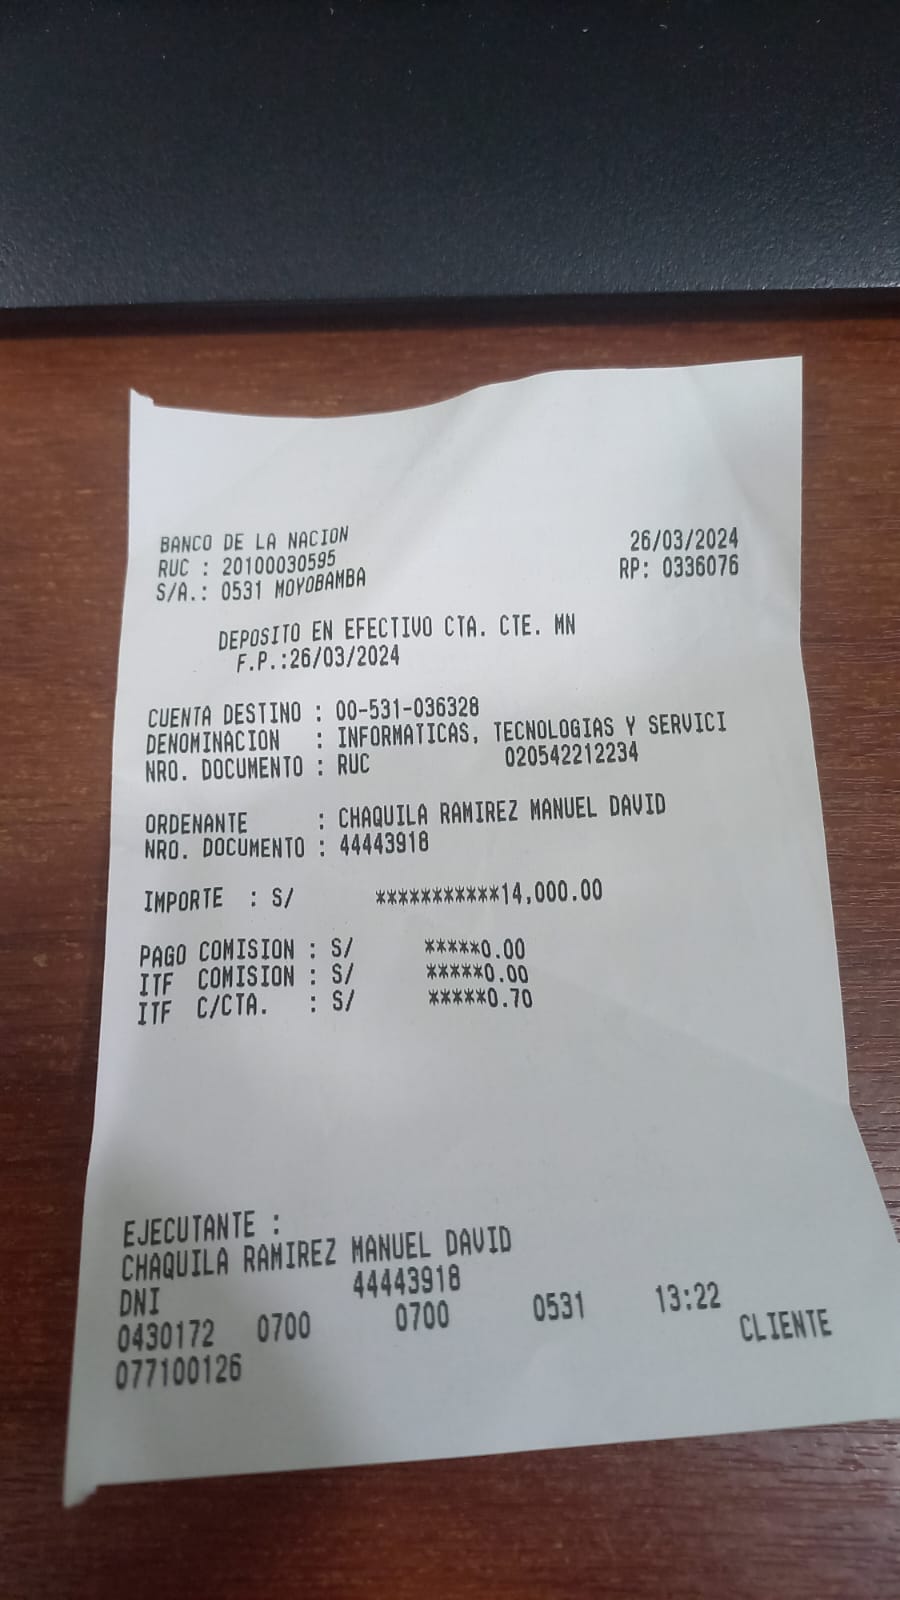 BANCO DE LA NACION 26/03/2024
RUC : 20100030595 RP: 0336076
S/A.: 0531 MOYOBAMBA
DEPOSITO EN EFECTIVO CTA. CTE. MN
F.P.:26/03/2024
CUENTA DESTINO : 00-531-036328
DENOMINACION : INFORMATICAS, TECNOLOGIAS Y SERVICI
NRO. DOCUMENTO : RUC 020542212234
ORDENANTE : CHAQUILA RAMIREZ MANUEL DAVID
NRO. DOCUMENTO : 44443918
IMPORTE : S/ ***********14,000.00
PAGO COMISION : S/ *****0.00
ITF COMISION : S/ *****0.00
ITF C/CTA. : S/ *****0.70
EJECUTANTE :
CHAQUILA RAMIREZ MANUEL DAVID
DNI 44443918
0430172 0700 0700 0531 13:22
077100126 CLIENTE